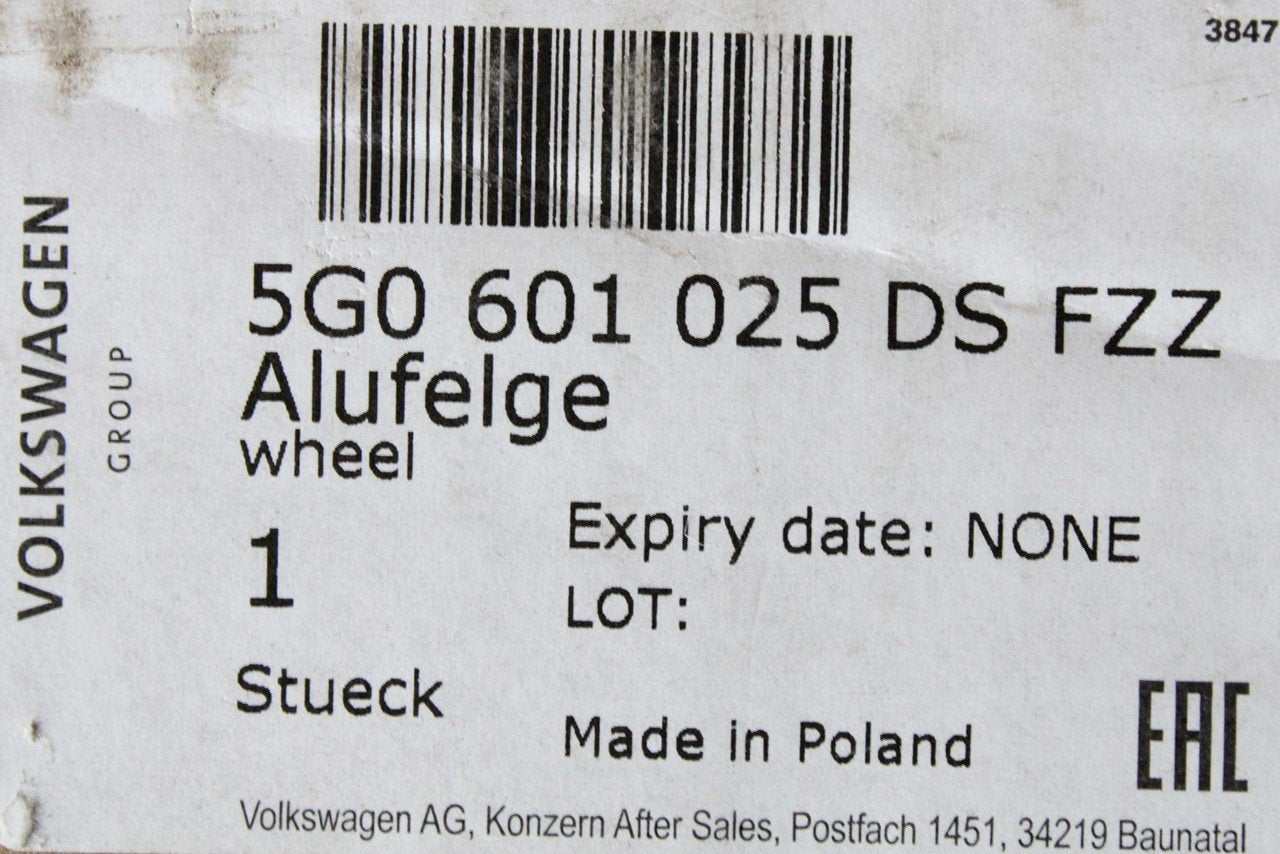 3847
VOLKSWAGEN
GROUP
5G0 601 025 DS FZZ
Alufelge
wheel
1
Expiry date: NONE
LOT:
Stueck
Made in Poland
EAC
Volkswagen AG, Konzern After Sales, Postfach 1451, 34219 Baunatal